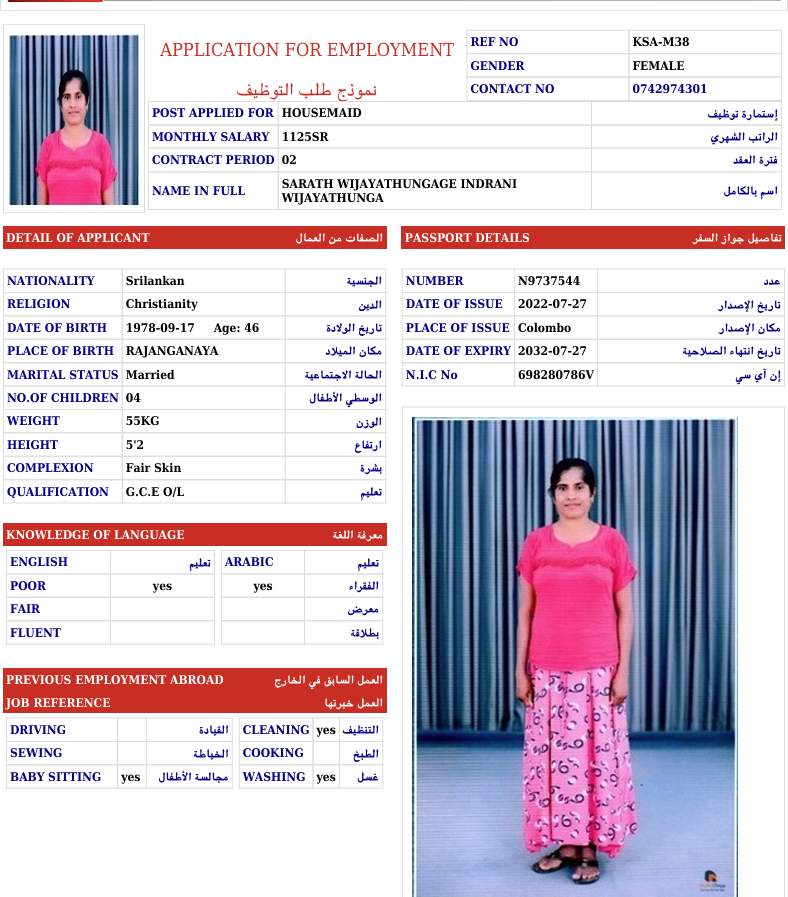 APPLICATION FOR EMPLOYMENT
نموذج طلب التوظيف
REF NO KSA-M38
GENDER FEMALE
CONTACT NO 0742974301
POST APPLIED FOR HOUSEMAID إستمارة توظيف
MONTHLY SALARY 1125SR الراتب الشهري
CONTRACT PERIOD 02 فترة العقد
NAME IN FULL SARATH WIJAYATHUNGAGE INDRANI WIJAYATHUNGA اسم بالكامل
DETAIL OF APPLICANT الصفات من العمال
NATIONALITY Srilankan الجنسية
RELIGION Christianity الدين
DATE OF BIRTH 1978-09-17 Age: 46 تاريخ الولادة
PLACE OF BIRTH RAJANGANAYA مكان الميلاد
MARITAL STATUS Married الحالة الاجتماعية
NO.OF CHILDREN 04 الوسطي الأطفال
WEIGHT 55KG الوزن
HEIGHT 5'2 ارتفاع
COMPLEXION Fair Skin بشرة
QUALIFICATION G.C.E O/L تعليم
KNOWLEDGE OF LANGUAGE معرفة اللغة
ENGLISH تعليم ARABIC تعليم
POOR yes yes الفقراء
FAIR معرض
FLUENT بطلاقة
PREVIOUS EMPLOYMENT ABROAD العمل السابق في الخارج
JOB REFERENCE العمل خبرتها
DRIVING القيادة CLEANING yes التنظيف
SEWING الخياطة COOKING الطبخ
BABY SITTING yes مجالسة الأطفال WASHING yes غسل
PASSPORT DETAILS تفاصيل جواز السفر
NUMBER N9737544 عدد
DATE OF ISSUE 2022-07-27 تاريخ الإصدار
PLACE OF ISSUE Colombo مكان الإصدار
DATE OF EXPIRY 2032-07-27 تاريخ انتهاء الصلاحية
N.I.C No 698280786V إن آي سي